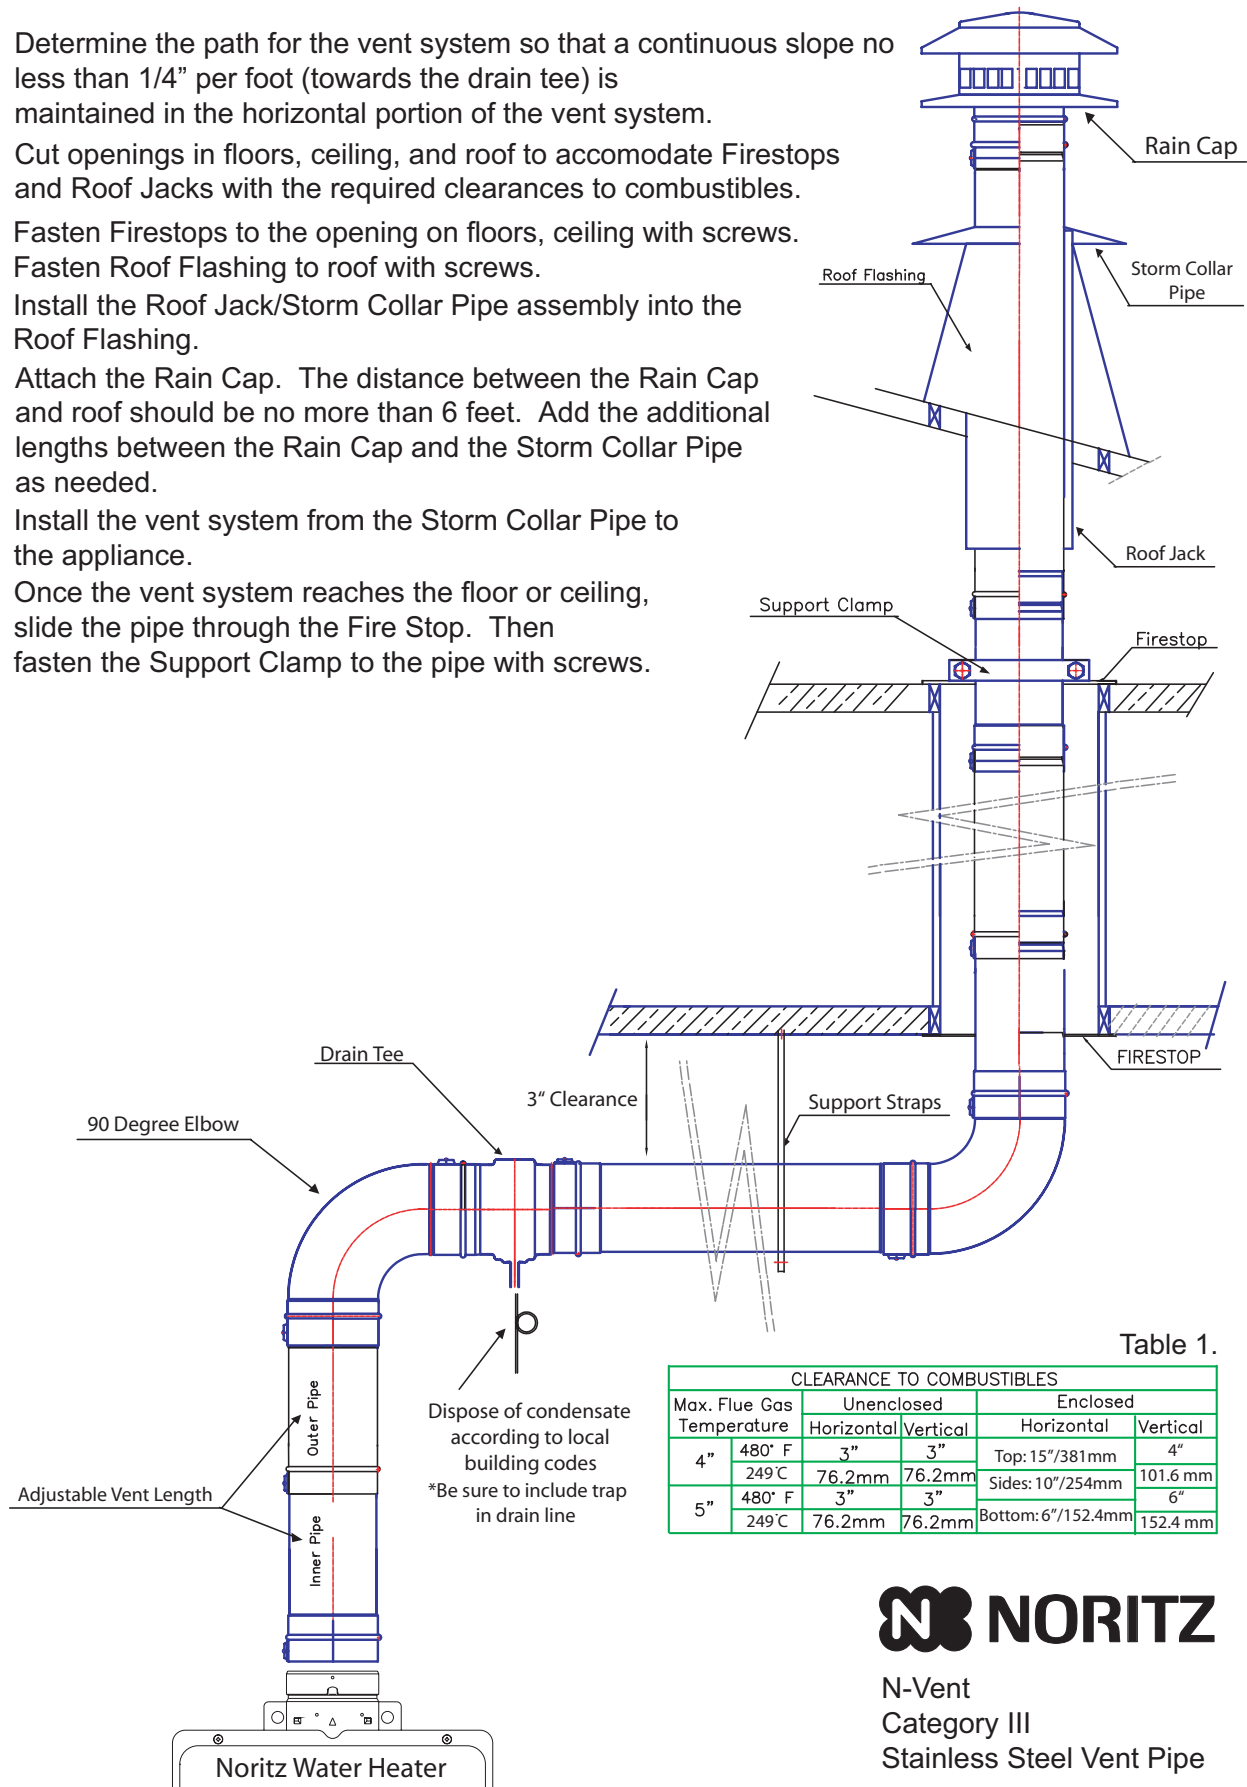 Determine the path for the vent system so that a continuous slope no
less than 1/4” per foot (towards the drain tee) is
maintained in the horizontal portion of the vent system.
Cut openings in floors, ceiling, and roof to accomodate Firestops
and Roof Jacks with the required clearances to combustibles.
Fasten Firestops to the opening on floors, ceiling with screws.
Fasten Roof Flashing to roof with screws.
Install the Roof Jack/Storm Collar Pipe assembly into the
Roof Flashing.
Attach the Rain Cap.  The distance between the Rain Cap
and roof should be no more than 6 feet.  Add the additional
lengths between the Rain Cap and the Storm Collar Pipe
as needed.
Install the vent system from the Storm Collar Pipe to
the appliance.
Once the vent system reaches the floor or ceiling,
slide the pipe through the Fire Stop.  Then
fasten the Support Clamp to the pipe with screws.
Rain Cap
Storm Collar
Pipe
Roof Flashing
Roof Jack
Support Clamp
Firestop
FIRESTOP
Drain Tee
3“ Clearance
Support Straps
90 Degree Elbow
Outer Pipe
Adjustable Vent Length
Inner Pipe
Dispose of condensate
according to local
building codes
*Be sure to include trap
in drain line
Table 1.
CLEARANCE TO COMBUSTIBLES
Max. Flue Gas Unenclosed Enclosed
Temperature Horizontal Vertical Horizontal Vertical
4” 480° F 3” 3” Top: 15”/381mm 4“
249°C 76.2mm 76.2mm Sides: 10”/254mm 101.6 mm
5” 480° F 3” 3” 6“
249°C 76.2mm 76.2mm Bottom: 6”/152.4mm 152.4 mm
N NORITZ
N-Vent
Category III
Stainless Steel Vent Pipe
Noritz Water Heater